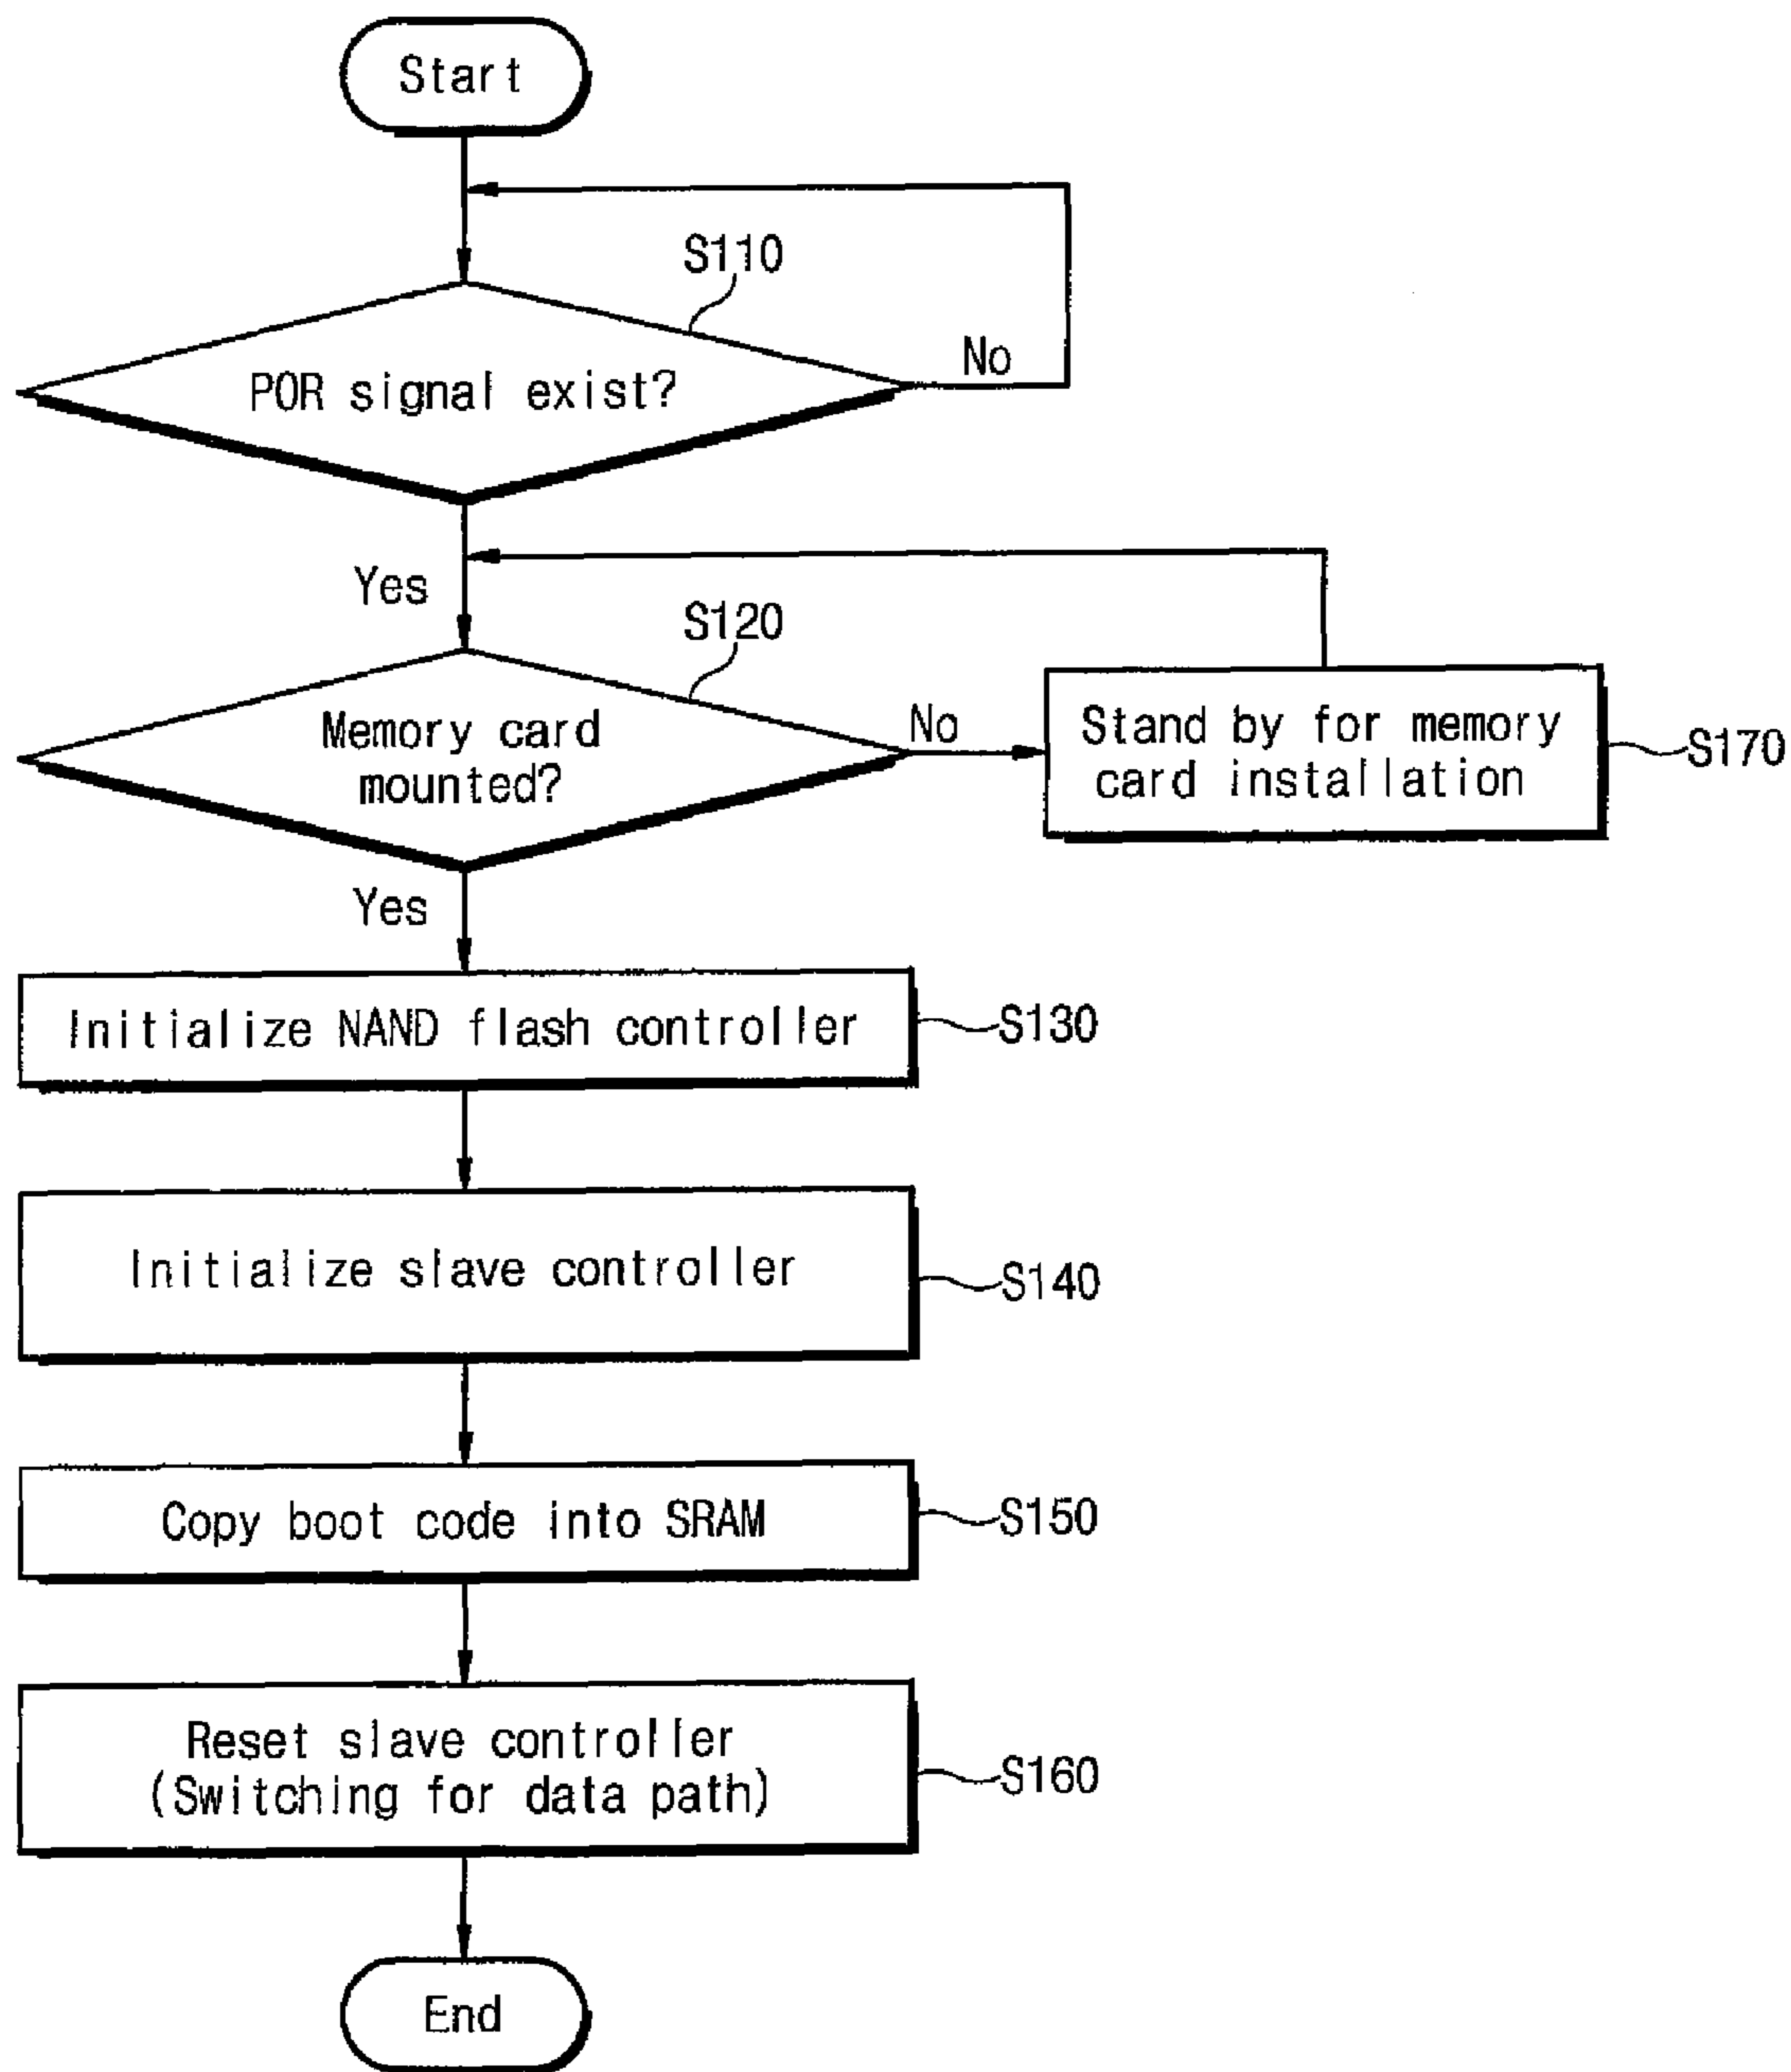 Start
S110
POR signal exist?
No
Yes
S120
Memory card
mounted?
No
Stand by for memory
card installation
S170
Yes
Initialize NAND flash controller
S130
Initialize slave controller
S140
Copy boot code into SRAM
S150
Reset slave controller
(Switching for data path)
S160
End